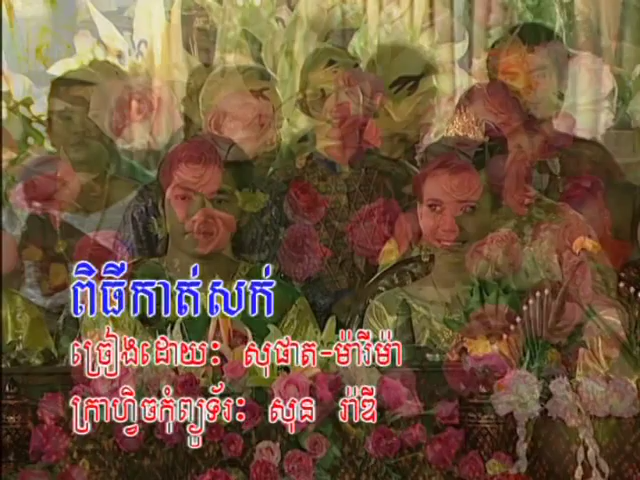 ពិធីកាត់សក់
ច្រៀងដោយៈ សុផាត-ម៉ារីម៉ា
ក្រាហ្វិចកុំព្យូទ័រៈ សុន រ៉ាឌី